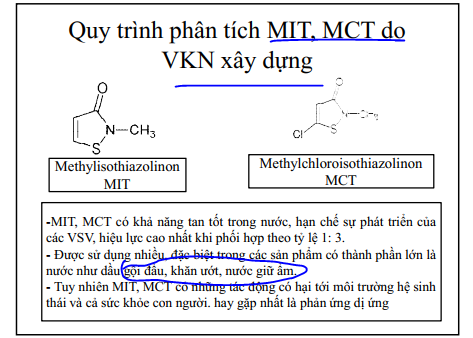 Quy trình phân tích MIT, MCT do
VKN xây dựng
O
N
CH₃
S
O
N
Cl
S
Methylisothiazolinon
MIT
Methylchloroisothiazolinon
MCT
-MIT, MCT có khả năng tan tốt trong nước, hạn chế sự phát triển của
các VSV, hiệu lực cao nhất khi phối hợp theo tỷ lệ 1: 3.
- Được sử dụng nhiều, đặc biệt trong các sản phẩm có thành phần lớn là
nước như dầu gội đầu, khăn ướt, nước giữ ẩm.
- Tuy nhiên MIT, MCT có những tác động có hại tới môi trường hệ sinh
thái và cả sức khỏe con người. hay gặp nhất là phản ứng dị ứng